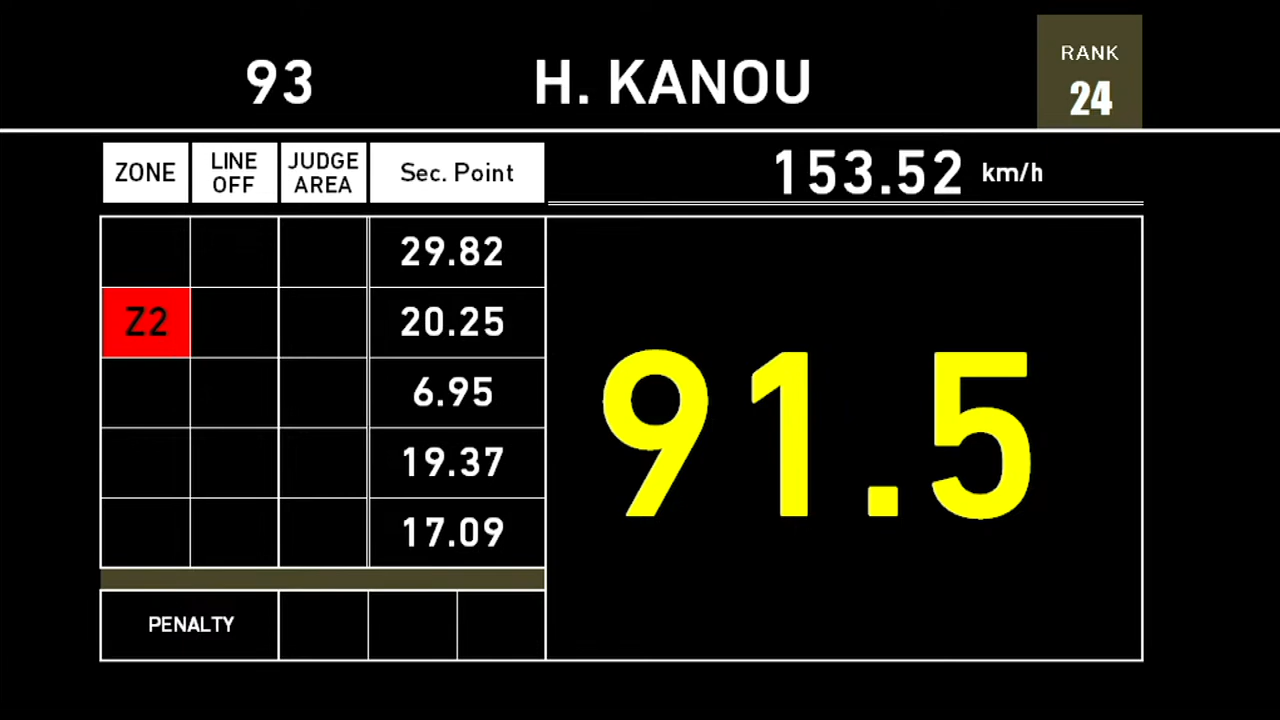 93 H. KANOU
RANK
24
ZONE
LINE
OFF
JUDGE
AREA
Sec. Point
153.52 km/h
29.82
Z2
20.25
6.95
19.37
17.09
91.5
PENALTY